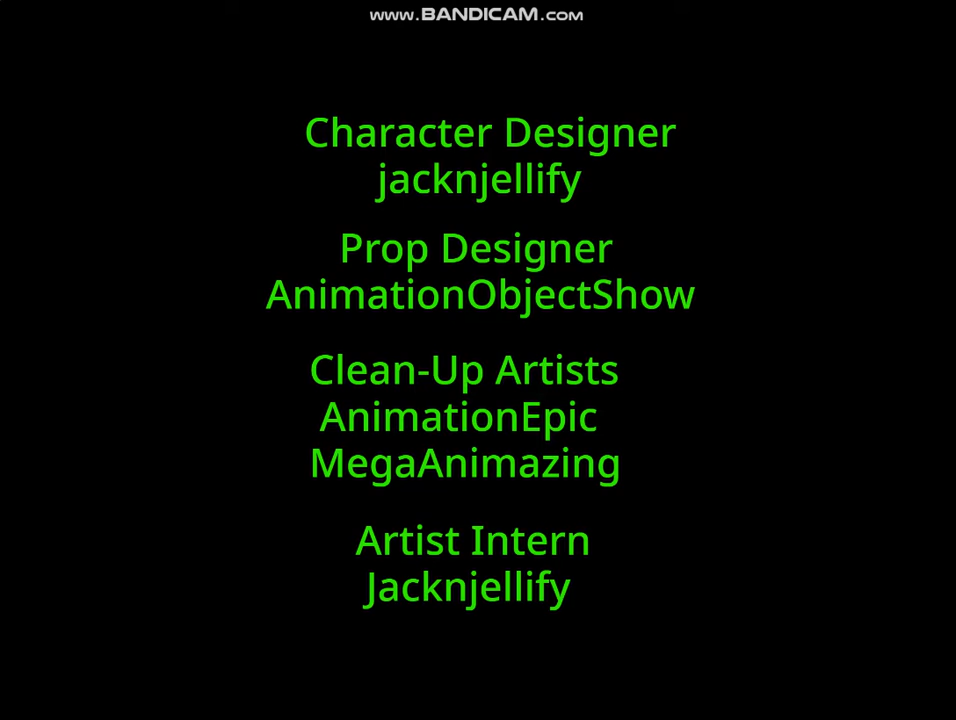 www.BANDICAM.com
Character Designer
jacknjellify
Prop Designer
AnimationObjectShow
Clean-Up Artists
AnimationEpic
MegaAnimazing
Artist Intern
Jacknjellify